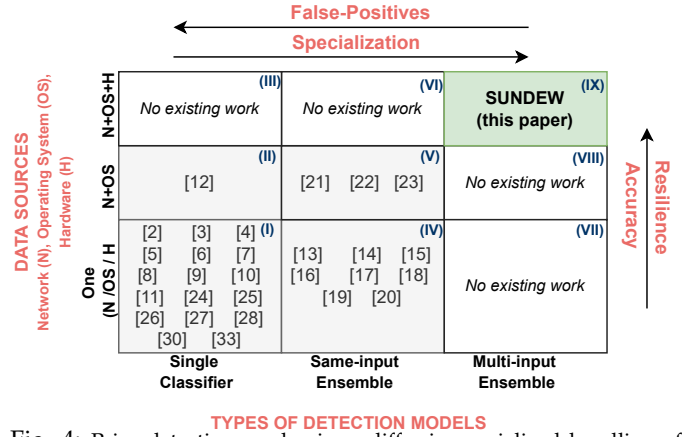 False-Positives
Specialization
DATA SOURCES
Network (N), Operating System (OS),
Hardware (H)
N+OS+H
(III)
No existing work
(VI)
No existing work
(IX)
SUNDEW
(this paper)
N+OS
(II)
[12]
(V)
[21] [22] [23]
(VIII)
No existing work
One
(N /OS / H
(I)
[2] [3] [4]
[5] [6] [7]
[8] [9] [10]
[11] [24] [25]
[26] [27] [28]
[30] [33]
(IV)
[13] [14] [15]
[16] [17] [18]
[19] [20]
(VII)
No existing work
Resilience
Accuracy
Single
Classifier
Same-input
Ensemble
Multi-input
Ensemble
TYPES OF DETECTION MODELS